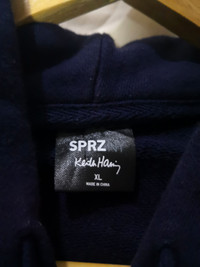 SPRZ
Keith Haring
XL
MADE IN CHINA